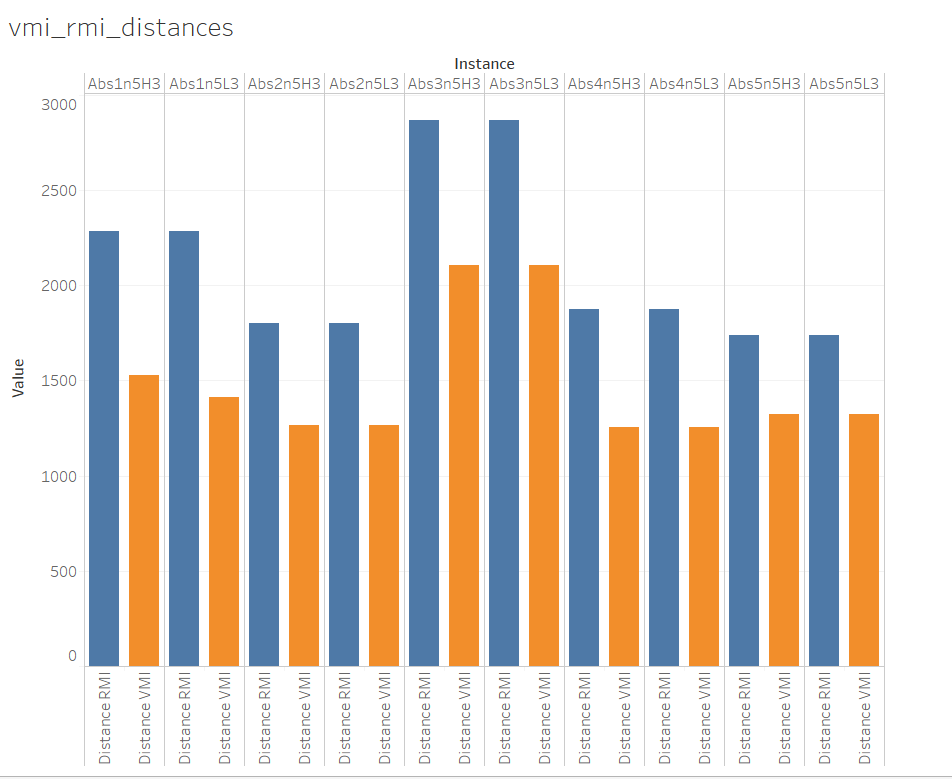 vmi_rmi_distances
Instance
Abs1n5H3 Abs1n5L3 Abs2n5H3 Abs2n5L3 Abs3n5H3 Abs3n5L3 Abs4n5H3 Abs4n5L3 Abs5n5H3 Abs5n5L3
3000
2500
2000
1500
1000
500
0
Value
Distance RMI
Distance VMI
Distance RMI
Distance VMI
Distance RMI
Distance VMI
Distance RMI
Distance VMI
Distance RMI
Distance VMI
Distance RMI
Distance VMI
Distance RMI
Distance VMI
Distance RMI
Distance VMI
Distance RMI
Distance VMI
Distance RMI
Distance VMI